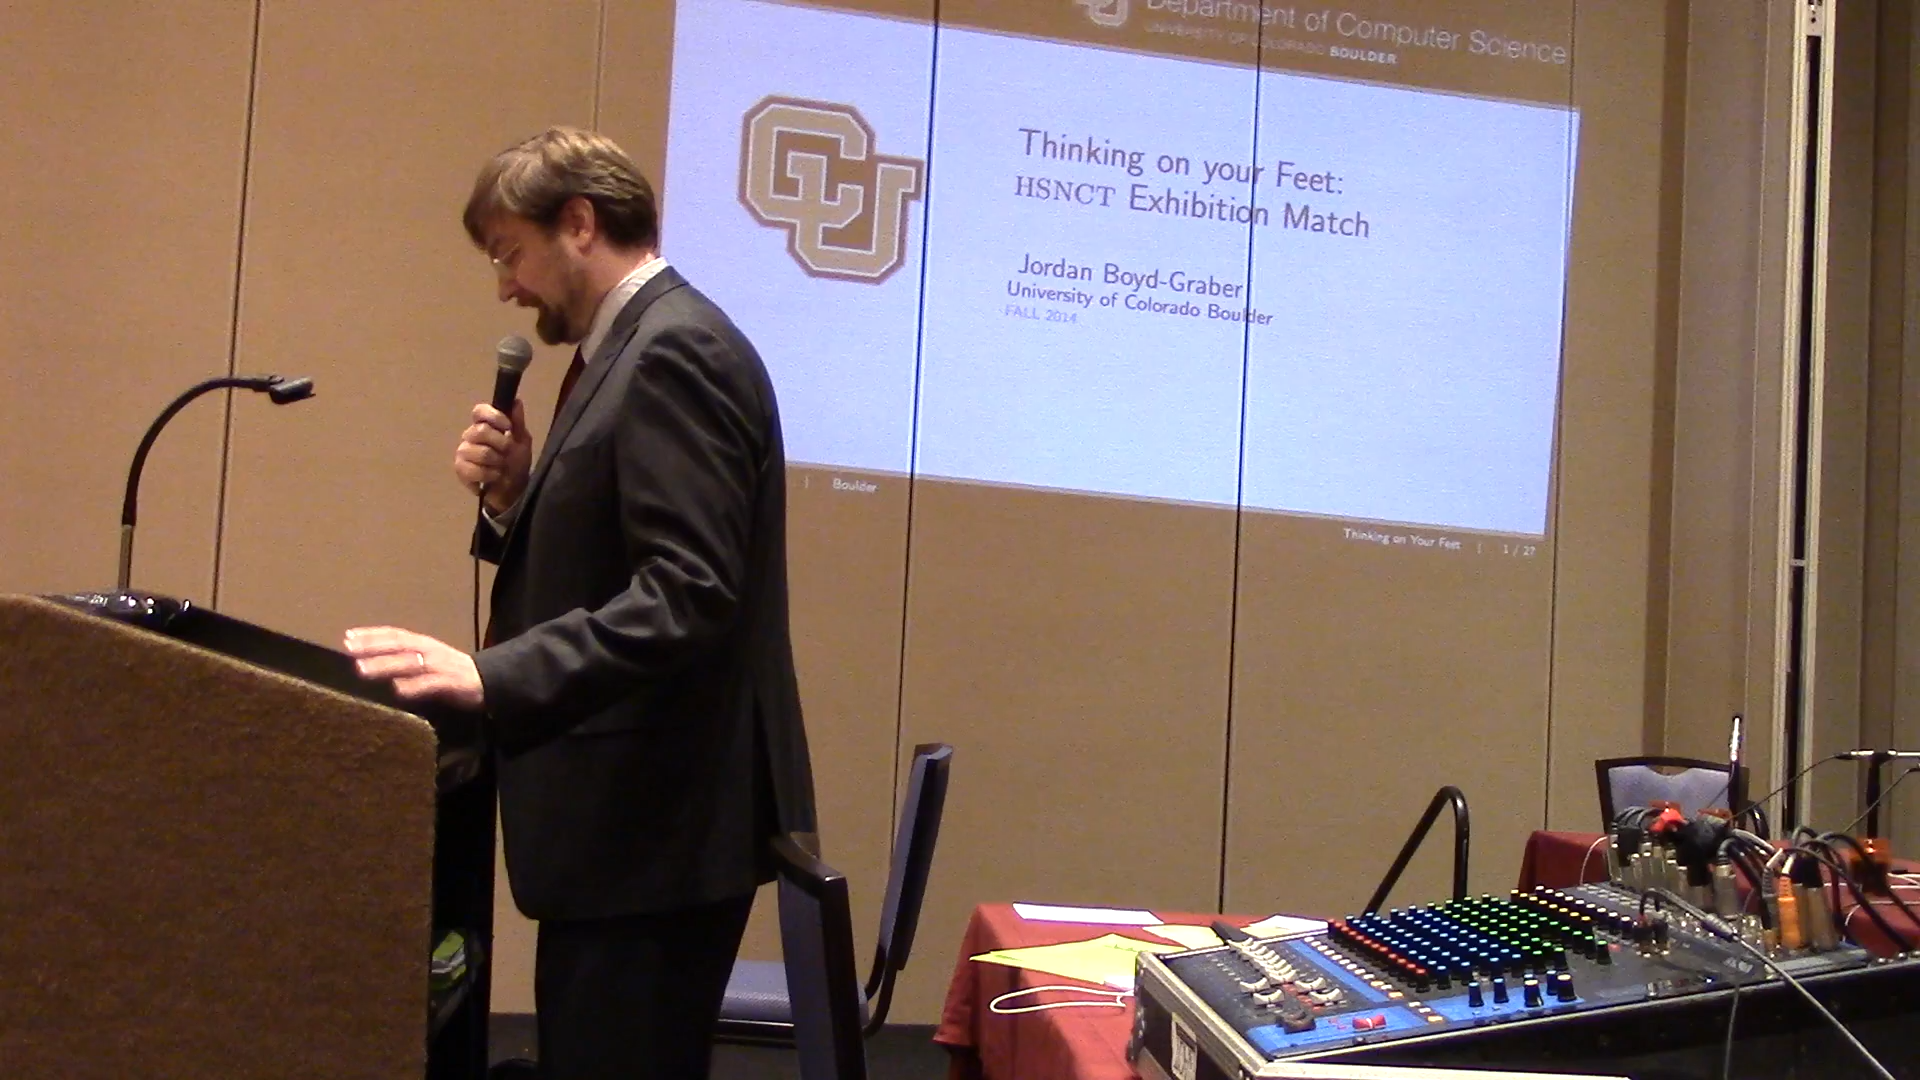 Department of Computer Science
UNIVERSITY OF COLORADO BOULDER
CU
Thinking on your Feet:
HSNCT Exhibition Match
Jordan Boyd-Graber
University of Colorado Boulder
FALL 2014
| Boulder
Thinking on Your Feet | 1 / 27